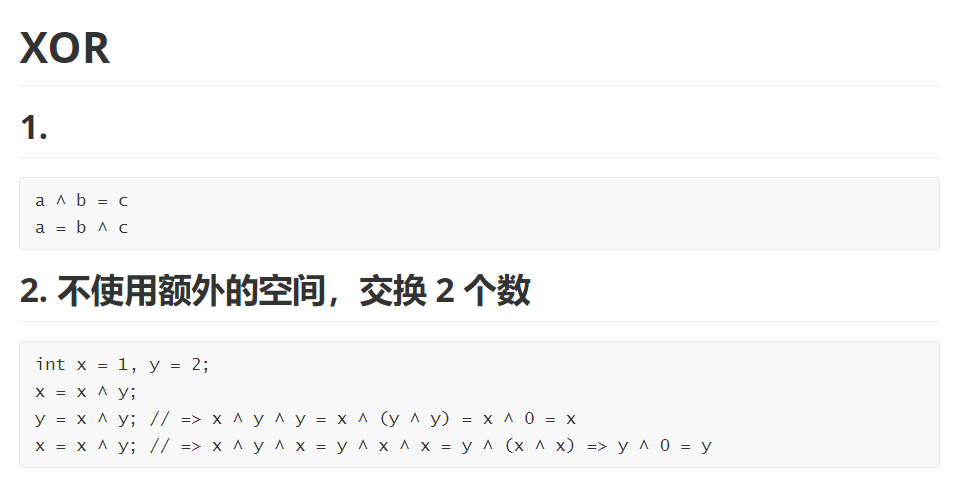 XOR
1.
a ^ b = c
a = b ^ c
2. 不使用额外的空间，交换 2 个数
int x = 1, y = 2;
x = x ^ y;
y = x ^ y; // => x ^ y ^ y = x ^ (y ^ y) = x ^ 0 = x
x = x ^ y; // => x ^ y ^ x = y ^ x ^ x = y ^ (x ^ x) => y ^ 0 = y